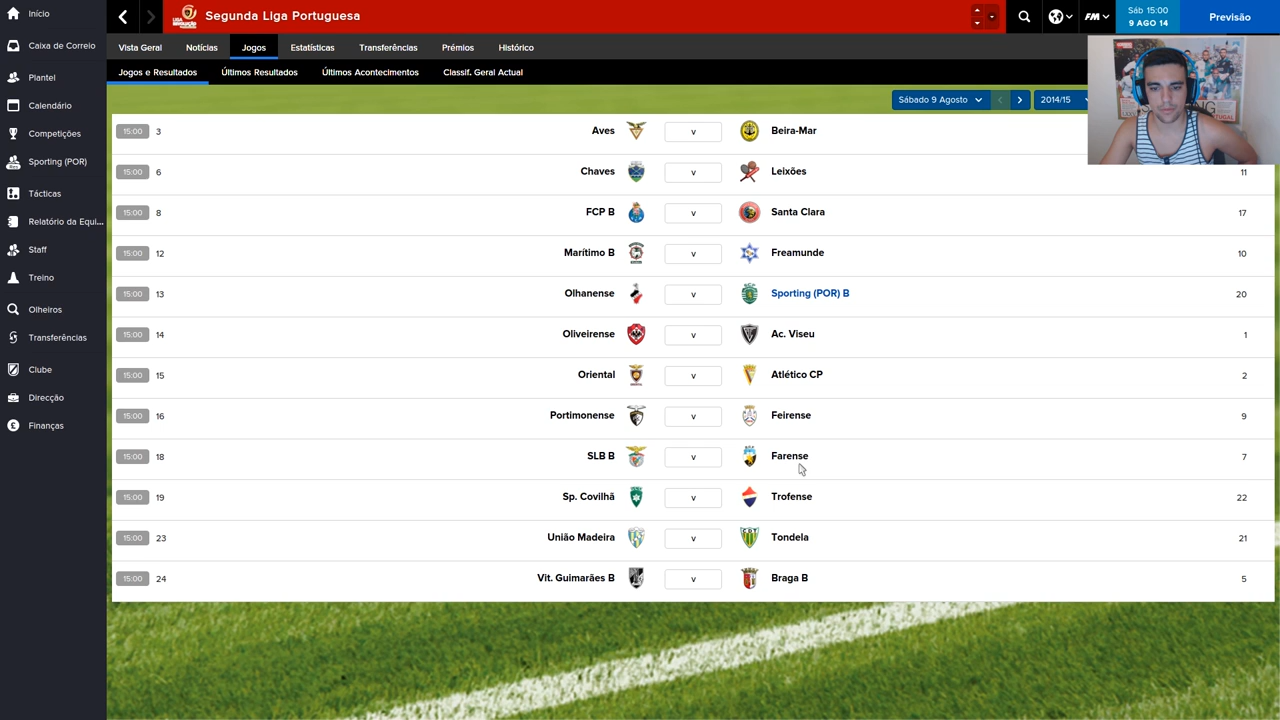 Início
Caixa de Correio
Plantel
Calendário
Competições
Sporting (POR)
Tácticas
Relatório da Equi...
Staff
Treino
Olheiros
Transferências
Clube
Direcção
Finanças
Segunda Liga Portuguesa
FM
Sáb 15:00
9 AGO 14
Previsão
Vista Geral Notícias Jogos Estatísticas Transferências Prémios Histórico
Jogos e Resultados Últimos Resultados Últimos Acontecimentos Classif. Geral Actual
Sábado 9 Agosto 2014/15
15:00 3 Aves v Beira-Mar
15:00 6 Chaves v Leixões 11
15:00 8 FCP B v Santa Clara 17
15:00 12 Marítimo B v Freamunde 10
15:00 13 Olhanense v Sporting (POR) B 20
15:00 14 Oliveirense v Ac. Viseu 1
15:00 15 Oriental v Atlético CP 2
15:00 16 Portimonense v Feirense 9
15:00 18 SLB B v Farense 7
15:00 19 Sp. Covilhã v Trofense 22
15:00 23 União Madeira v Tondela 21
15:00 24 Vit. Guimarães B v Braga B 5